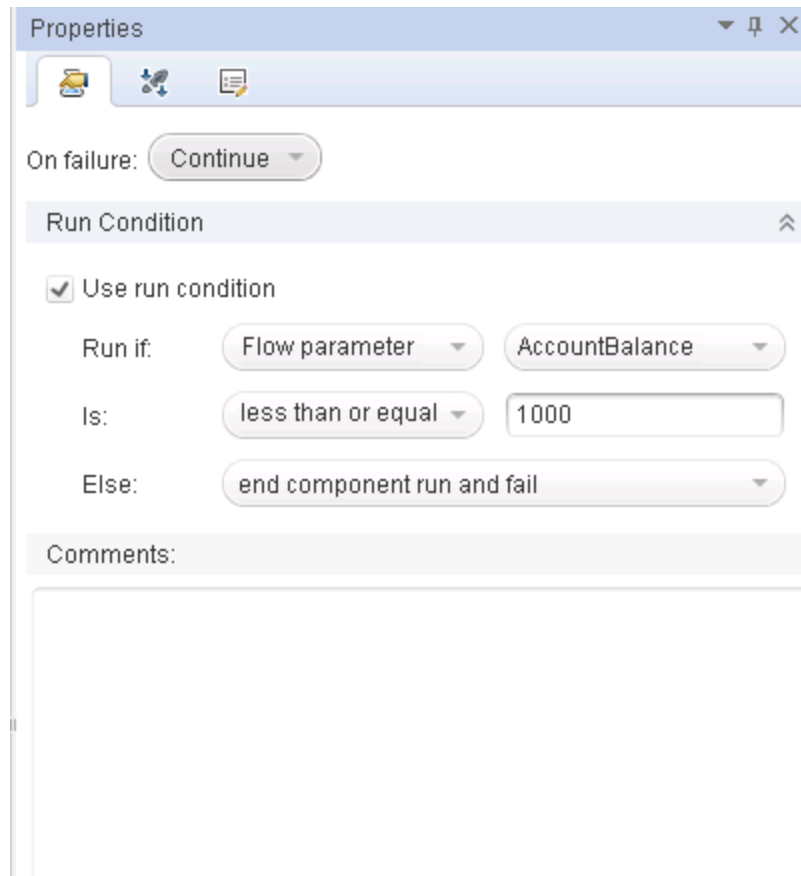 Properties
On failure: Continue
Run Condition
Use run condition
Run if: Flow parameter AccountBalance
Is: less than or equal 1000
Else: end component run and fail
Comments: